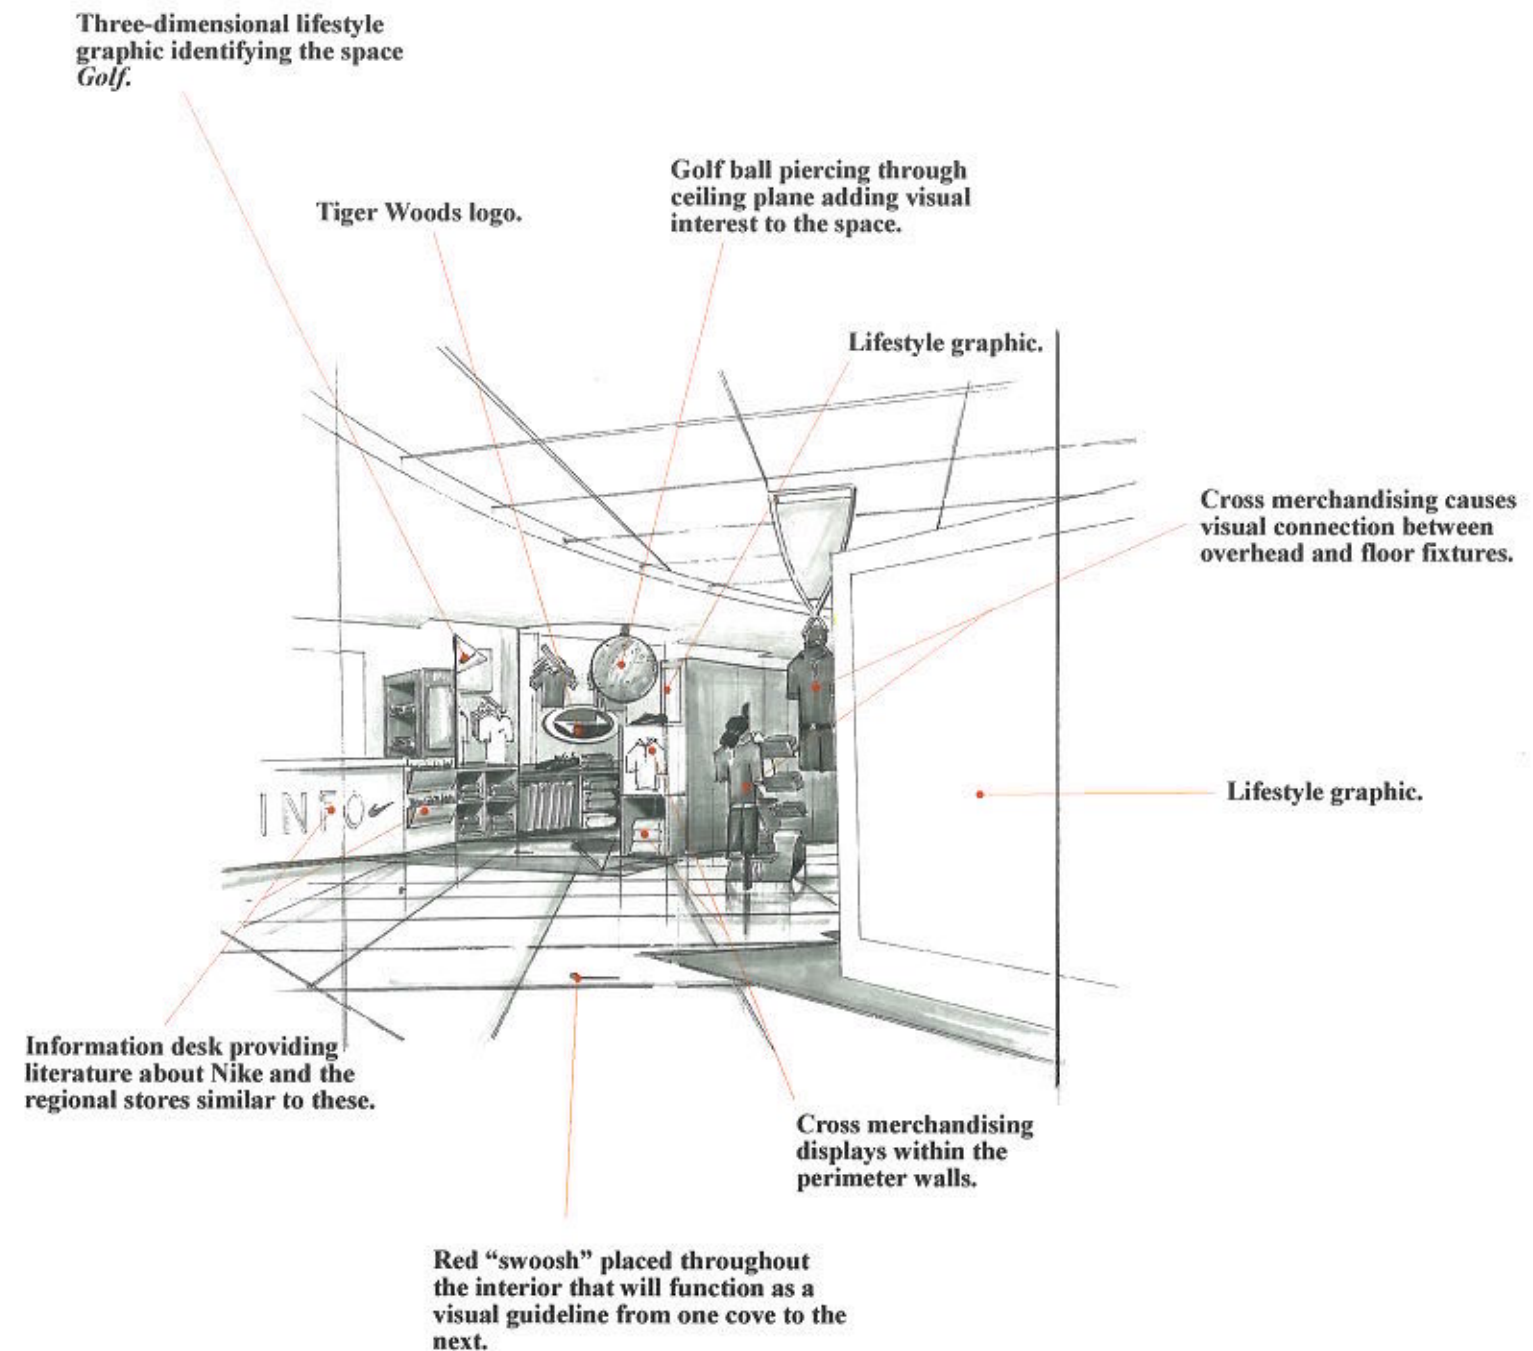 Three-dimensional lifestyle
graphic identifying the space
Golf.
Tiger Woods logo.
Golf ball piercing through
ceiling plane adding visual
interest to the space.
Lifestyle graphic.
Cross merchandising causes
visual connection between
overhead and floor fixtures.
Lifestyle graphic.
INFO
Information desk providing
literature about Nike and the
regional stores similar to these.
Cross merchandising
displays within the
perimeter walls.
Red “swoosh” placed throughout
the interior that will function as a
visual guideline from one cove to the
next.